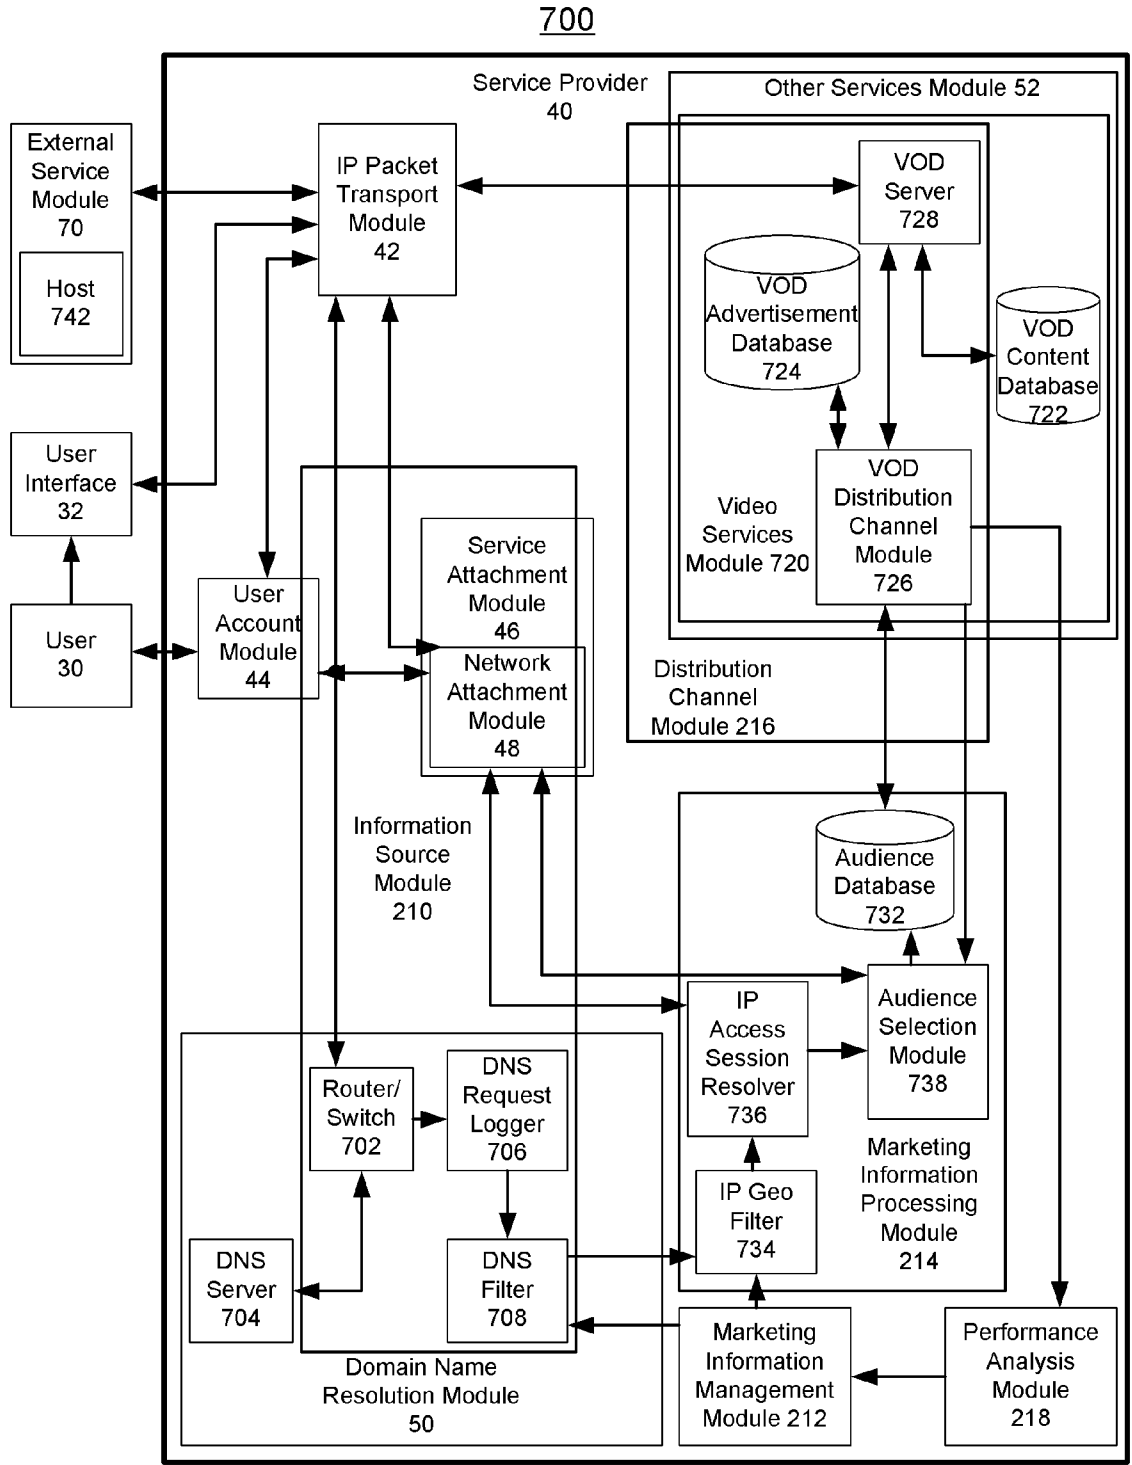 700
Service Provider
40
Other Services Module 52
External
Service
Module
70
Host
742
IP Packet
Transport
Module
42
VOD
Server
728
VOD
Advertisement
Database
724
VOD
Content
Database
722
User
Interface
32
VOD
Distribution
Channel
Module
726
Video
Services
Module 720
Service
Attachment
Module
46
User
Account
Module
44
User
30
Network
Attachment
Module
48
Distribution
Channel
Module 216
Information
Source
Module
210
Audience
Database
732
IP
Access
Session
Resolver
736
Audience
Selection
Module
738
Router/
Switch
702
DNS
Request
Logger
706
Marketing
Information
Processing
Module
214
IP Geo
Filter
734
DNS
Server
704
DNS
Filter
708
Domain Name
Resolution Module
50
Marketing
Information
Management
Module 212
Performance
Analysis
Module
218